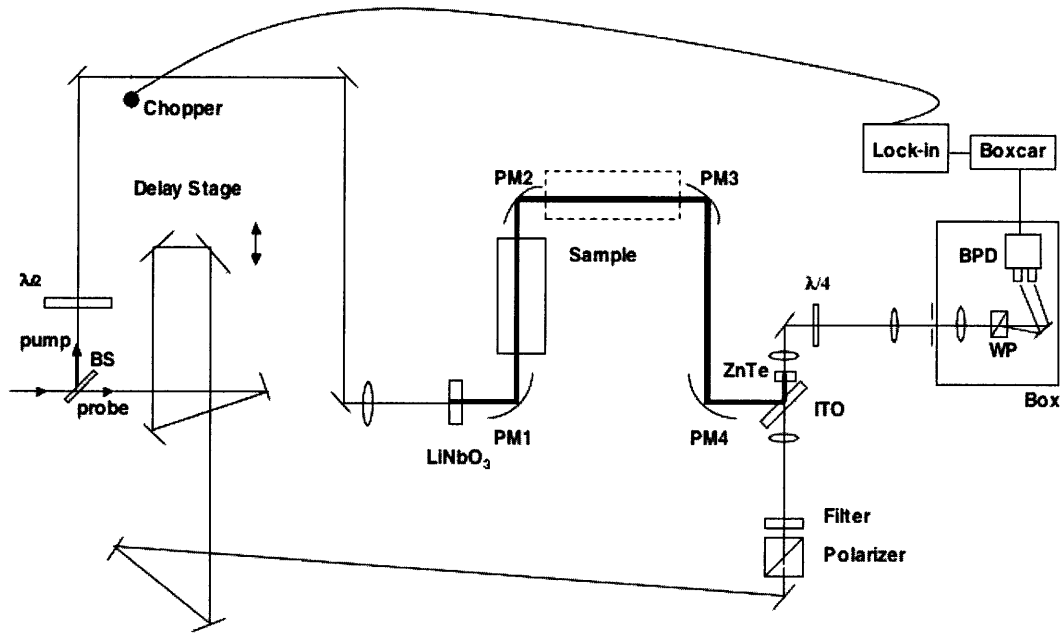 Chopper
Lock-in
Boxcar
Delay Stage
PM2
PM3
Sample
BPD
λ/2
λ/4
pump
BS
probe
ZnTe
WP
Box
ITO
PM1
PM4
LiNbO3
Filter
Polarizer